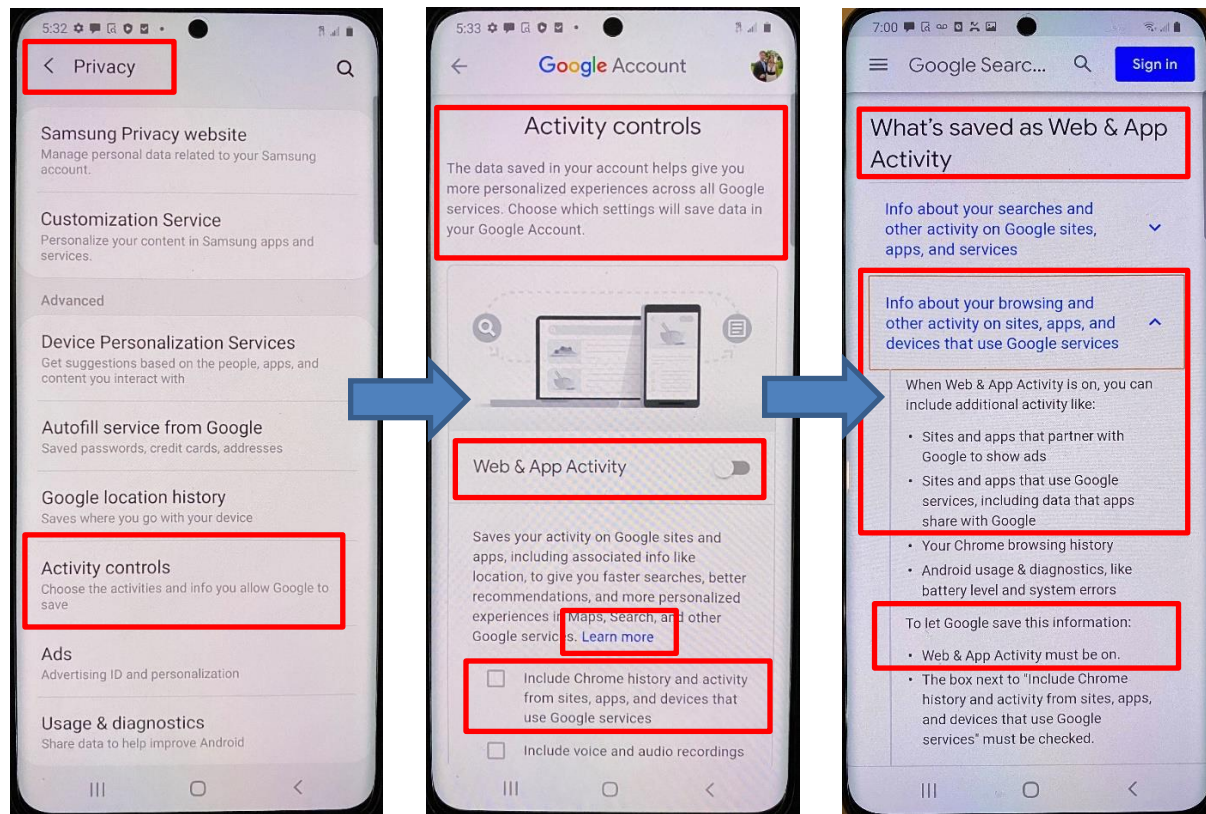 5:32
Privacy
Samsung Privacy website
Manage personal data related to your Samsung
account.
Customization Service
Personalize your content in Samsung apps and
services.
Advanced
Device Personalization Services
Get suggestions based on the people, apps, and
content you interact with
Autofill service from Google
Saved passwords, credit cards, addresses
Google location history
Saves where you go with your device
Activity controls
Choose the activities and info you allow Google to
save
Ads
Advertising ID and personalization
Usage & diagnostics
Share data to help improve Android
5:33
Google Account
Activity controls
The data saved in your account helps give you
more personalized experiences across all Google
services. Choose which settings will save data in
your Google Account.
Web & App Activity
Saves your activity on Google sites and
apps, including associated info like
location, to give you faster searches, better
recommendations, and more personalized
experiences in Maps, Search, and other
Google services. Learn more
Include Chrome history and activity
from sites, apps, and devices that
use Google services
Include voice and audio recordings
7:00
Google Searc... Sign in
What's saved as Web & App
Activity
Info about your searches and
other activity on Google sites,
apps, and services
Info about your browsing and
other activity on sites, apps, and
devices that use Google services
When Web & App Activity is on, you can
include additional activity like:
• Sites and apps that partner with
Google to show ads
• Sites and apps that use Google
services, including data that apps
share with Google
• Your Chrome browsing history
• Android usage & diagnostics, like
battery level and system errors
To let Google save this information:
• Web & App Activity must be on.
• The box next to "Include Chrome
history and activity from sites, apps,
and devices that use Google
services" must be checked.